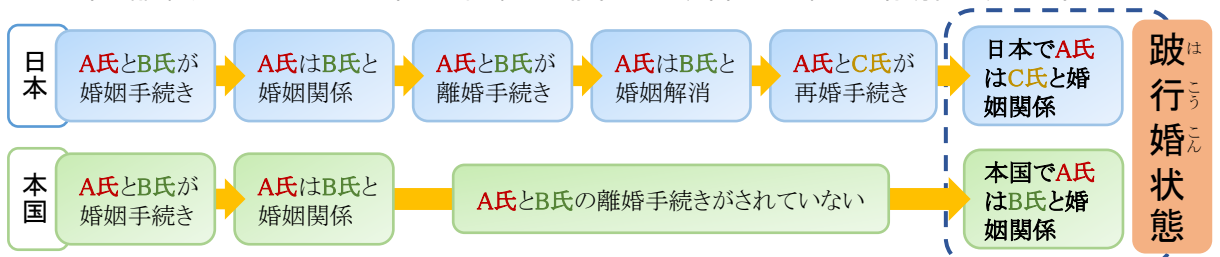 日本
A氏とB氏が
婚姻手続き
A氏はB氏と
婚姻関係
A氏とB氏が
離婚手続き
A氏はB氏と
婚姻解消
A氏とC氏が
再婚手続き
日本でA氏
はC氏と婚
姻関係
本国
A氏とB氏が
婚姻手続き
A氏はB氏と
婚姻関係
A氏とB氏の離婚手続きがされていない
本国でA氏
はB氏と婚
姻関係
跛行婚状態
はこうこん